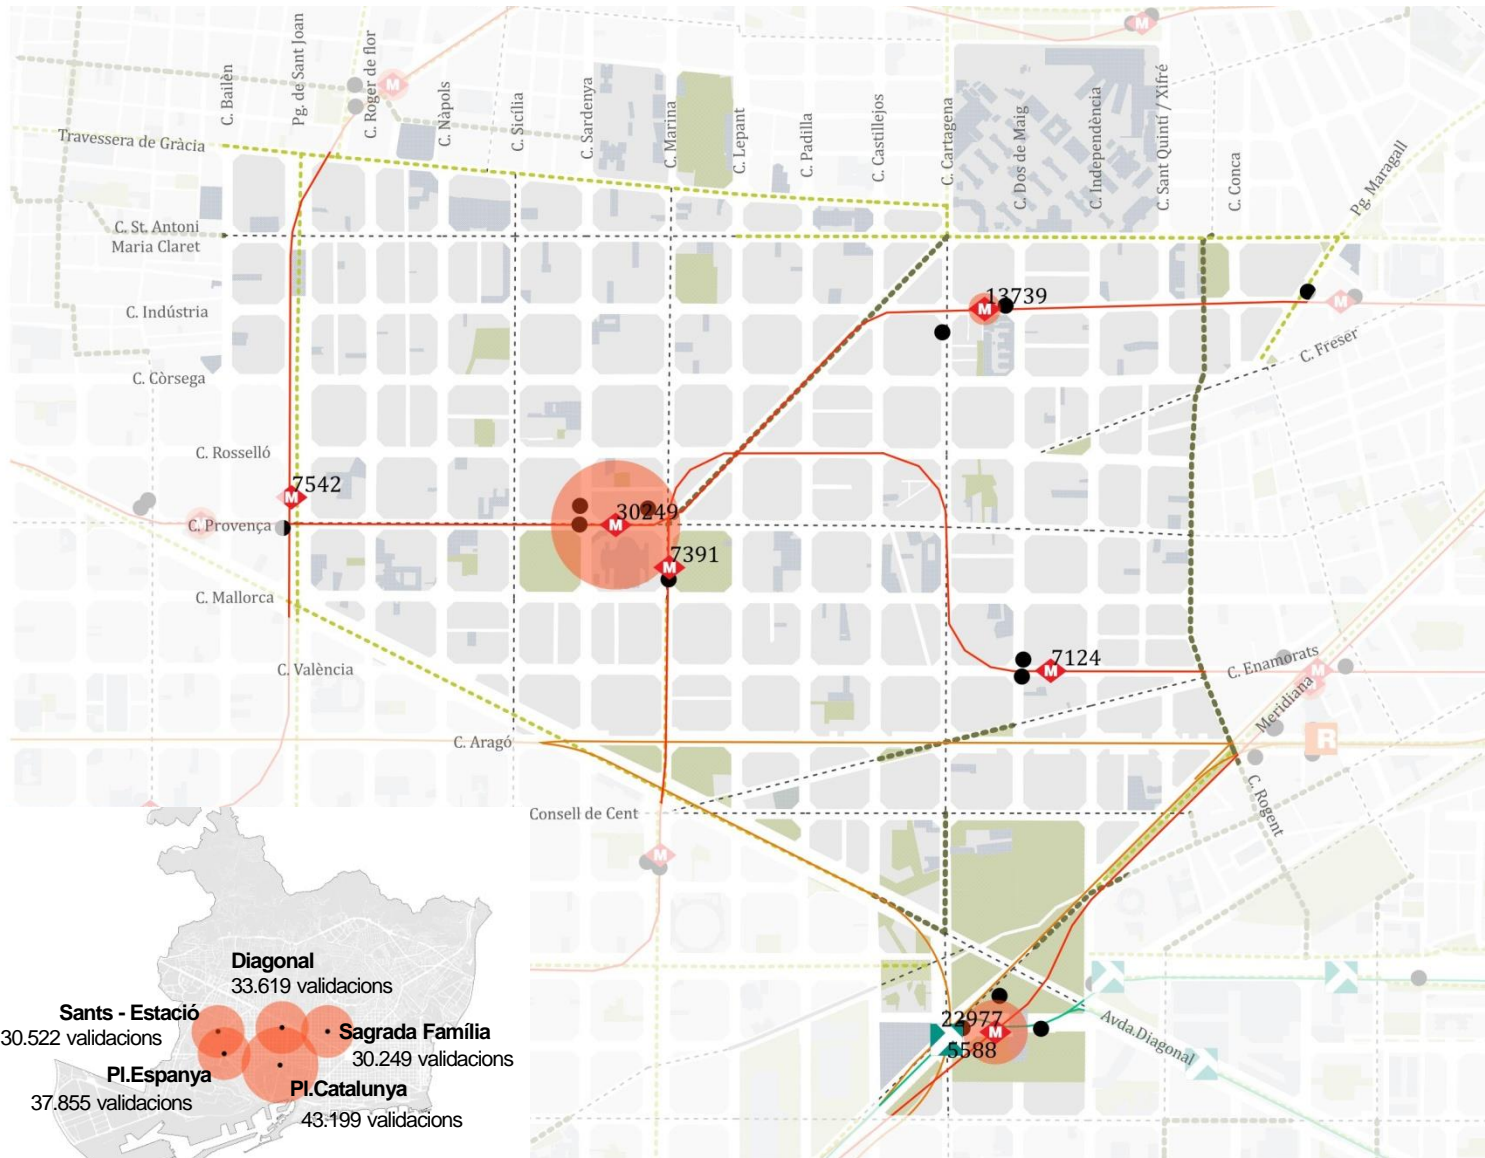 C. Bailèn
Pg. de Sant Joan
C. Roger de flor
C. Nàpols
C. Sicília
C. Sardenya
C. Marina
C. Lepant
C. Padilla
C. Castillejos
C. Cartagena
C. Dos de Maig
C. Independència
C. Sant Quintí / Xifré
C. Conca
Pg. Maragall
M
M
Travessera de Gràcia
C. St. Antoni
Maria Claret
C. Indústria
13739
M
M
C. Freser
C. Còrsega
C. Rosselló
7542
M
30249
M
C. Provença
7391
M
C. Mallorca
C. València
7124
M
C. Enamorats
M
Meridiana
R
C. Aragó
Consell de Cent
C. Rogent
M
22977
M
5588
Avda.Diagonal
Diagonal
33.619 validacions
Sants - Estació
30.522 validacions
Sagrada Família
30.249 validacions
Pl.Espanya
37.855 validacions
Pl.Catalunya
43.199 validacions